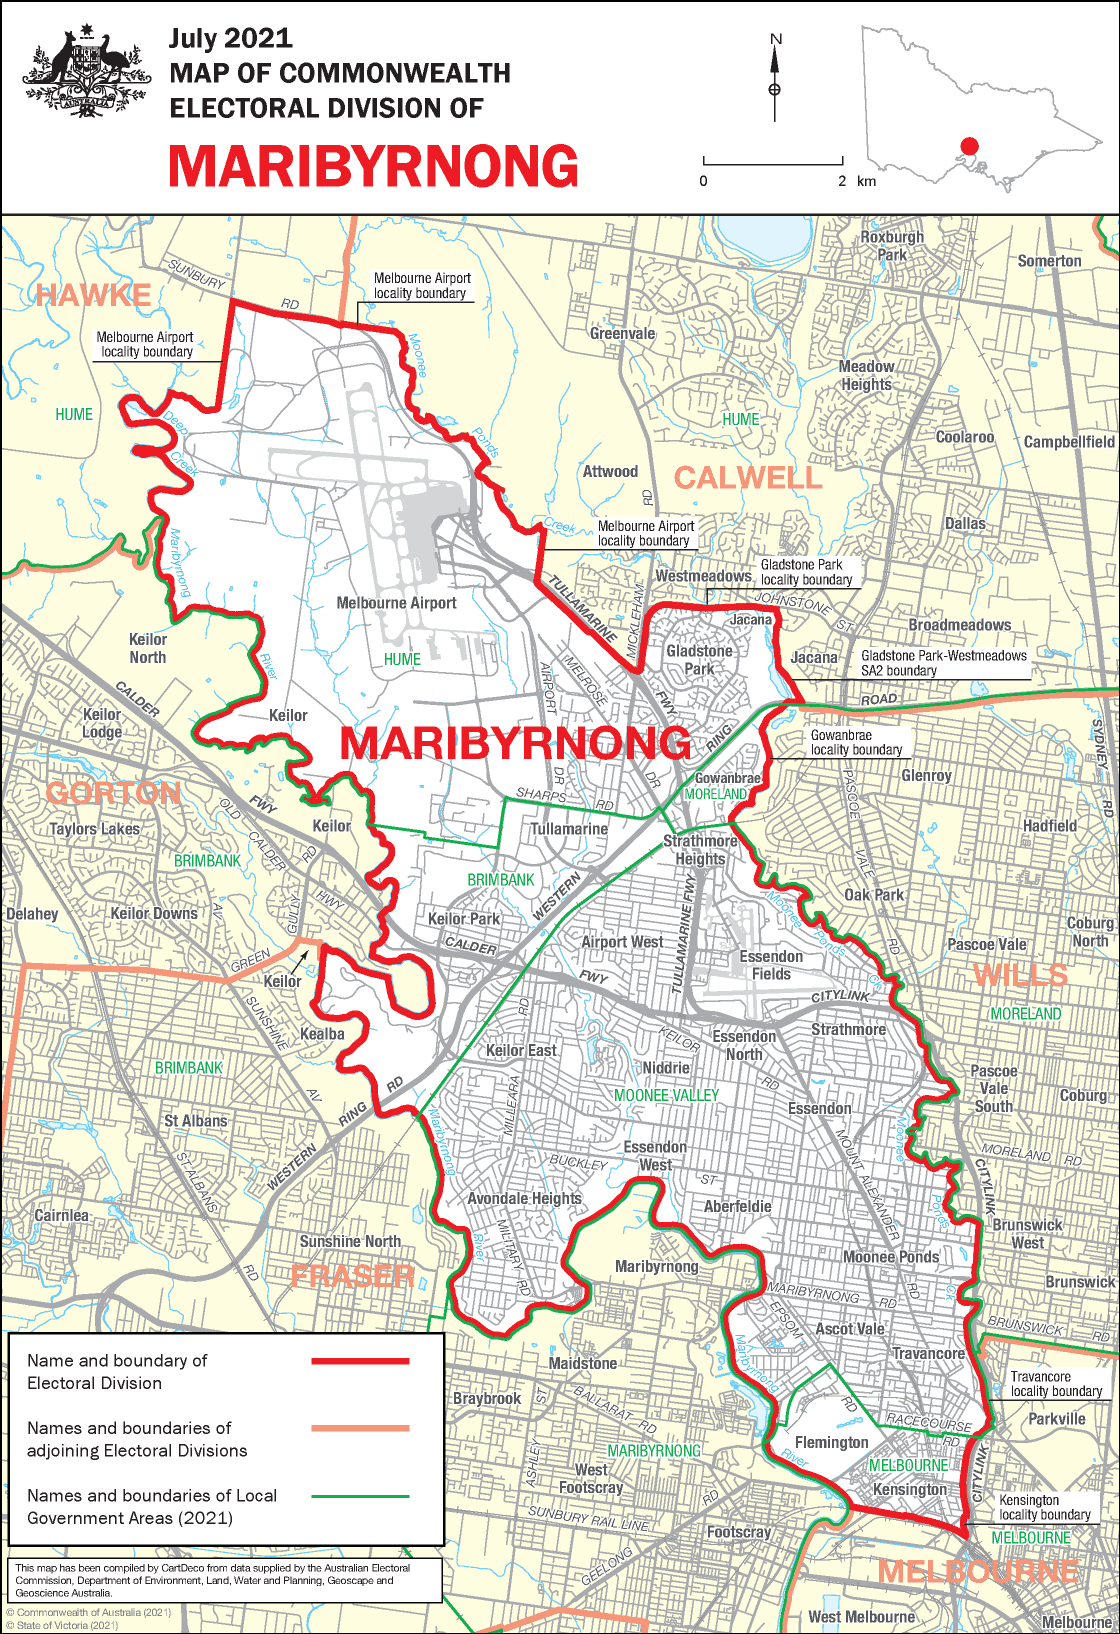 July 2021
MAP OF COMMONWEALTH
ELECTORAL DIVISION OF
MARIBYRNONG
AUSTRALIA
N
0 2 km
Roxburgh
Park
Somerton
SUNBURY
RD
HAWKE
Melbourne Airport
locality boundary
Melbourne Airport
locality boundary
Greenvale
Moonee
Meadow
Heights
HUME
Deep
Creek
Ponds
HUME
Coolaroo
Campbellfield
Attwood
CALWELL
RD
Creek
Melbourne Airport
locality boundary
Dallas
Maribyrnong
Gladstone Park
locality boundary
Westmeadows
TULLAMARINE
MICKLEHAM
JOHNSTONE
ST
Melbourne Airport
Jacana
Broadmeadows
Keilor
North
River
HUME
Gladstone
Park
Jacana
Gladstone Park-Westmeadows
SA2 boundary
AIRPORT
MELROSE
FWY
CALDER
Keilor
Lodge
Keilor
ROAD
MARIBYRNONG
RING
Gowanbrae
locality boundary
SYDNEY
RD
GORTON
FWY
DR
DR
Gowanbrae
MORELAND
PASCOE
Glenroy
SHARPS
RD
OLD
CALDER
RD
HWY
Taylors Lakes
Keilor
Tullamarine
Strathmore
Heights
Hadfield
BRIMBANK
BRIMBANK
VALE
Oak Park
RD
Delahey
Keilor Downs
AV
GULLY
WESTERN
Keilor Park
CALDER
FWY
TULLAMARINE FWY
Airport West
Moonee
Ponds
Ck
Essendon
Fields
Pascoe Vale
Coburg
North
GREEN
Keilor
WILLS
MORELAND
CITYLINK
SUNSHINE
AV
Kealba
RD
Keilor East
KEILOR
RD
Essendon
North
Strathmore
BRIMBANK
Niddrie
MOONEE VALLEY
Pascoe
Vale
South
Coburg
RING
RD
MILLEARA
Maribyrnong
Essendon
St Albans
Moonee
WESTERN
Essendon
West
BUCKLEY
ST
MOUNT
ALEXANDER
RD
MORELAND RD
CITYLINK
ST ALBANS
RD
Avondale Heights
Aberfeldie
Ponds
Cairnlea
Brunswick
West
Sunshine North
River
MILITARY
RD
Maribyrnong
Moonee Ponds
FRASER
Brunswick
MARIBYRNONG RD
Ck
EPSOM
RD
BRUNSWICK RD
Ascot Vale
Travancore
Name and boundary of
Electoral Division
Maribyrnong
Maidstone
Travancore
locality boundary
Braybrook
ST
BALLARAT RD
RACECOURSE
RD
Parkville
Names and boundaries of
adjoining Electoral Divisions
MARIBYRNONG
ASHLEY
Flemington
River
MELBOURNE
CITYLINK
West
Footscray
Kensington
Names and boundaries of Local
Government Areas (2021)
RD
Kensington
locality boundary
SUNBURY RAIL LINE
Footscray
MELBOURNE
GEELONG
MELBOURNE
This map has been compiled by CartDeco from data supplied by the Australian Electoral
Commission, Department of Environment, Land, Water and Planning, Geoscape and
Geoscience Australia.
© Commonwealth of Australia (2021)
© State of Victoria (2021)
West Melbourne
Melbourne